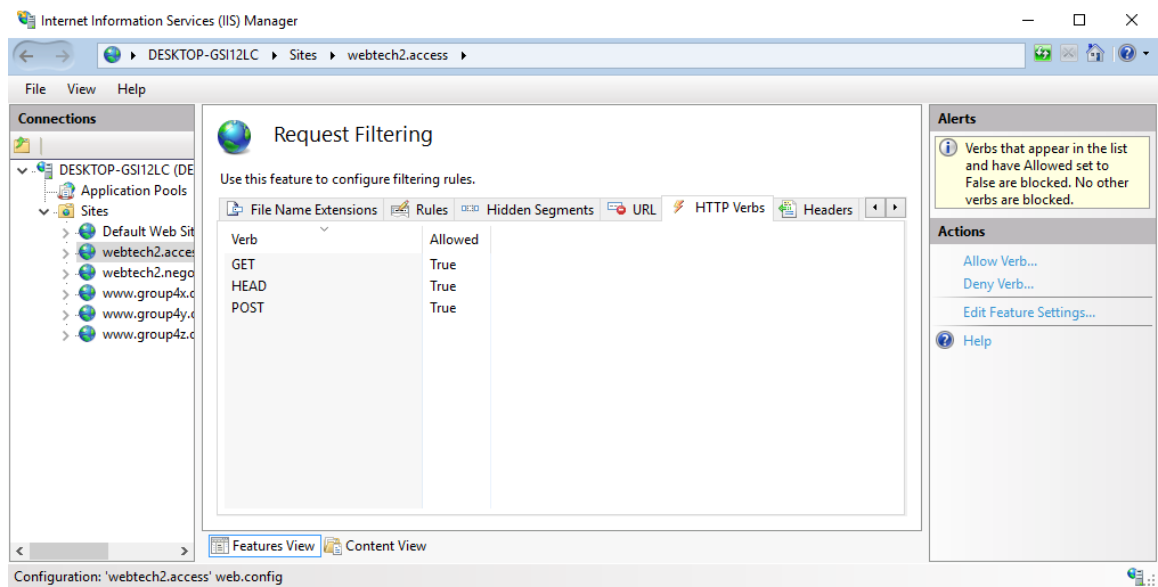 Internet Information Services (IIS) Manager
DESKTOP-GSI12LC Sites webtech2.access
File View Help
Connections
DESKTOP-GSI12LC (DE
Application Pools
Sites
Default Web Sit
webtech2.acces
webtech2.nego
www.group4x.c
www.group4y.c
www.group4z.c
Request Filtering
Use this feature to configure filtering rules.
File Name Extensions Rules Hidden Segments URL HTTP Verbs Headers
Verb Allowed
GET True
HEAD True
POST True
Features View Content View
Alerts
Verbs that appear in the list
and have Allowed set to
False are blocked. No other
verbs are blocked.
Actions
Allow Verb...
Deny Verb...
Edit Feature Settings...
Help
Configuration: 'webtech2.access' web.config